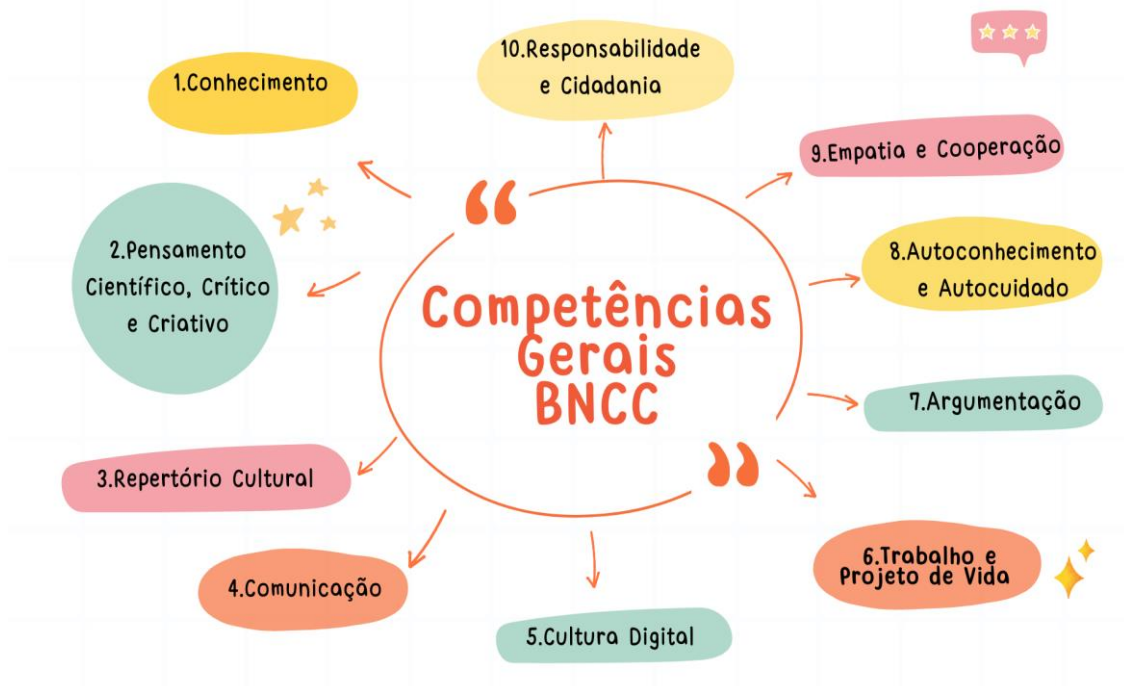 Competências
Gerais
BNCC
1.Conhecimento
2.Pensamento
Científico, Crítico
e Criativo
3.Repertório Cultural
4.Comunicação
5.Cultura Digital
6.Trabalho e
Projeto de Vida
7.Argumentação
8.Autoconhecimento
e Autocuidado
9.Empatia e Cooperação
10.Responsabilidade
e Cidadania